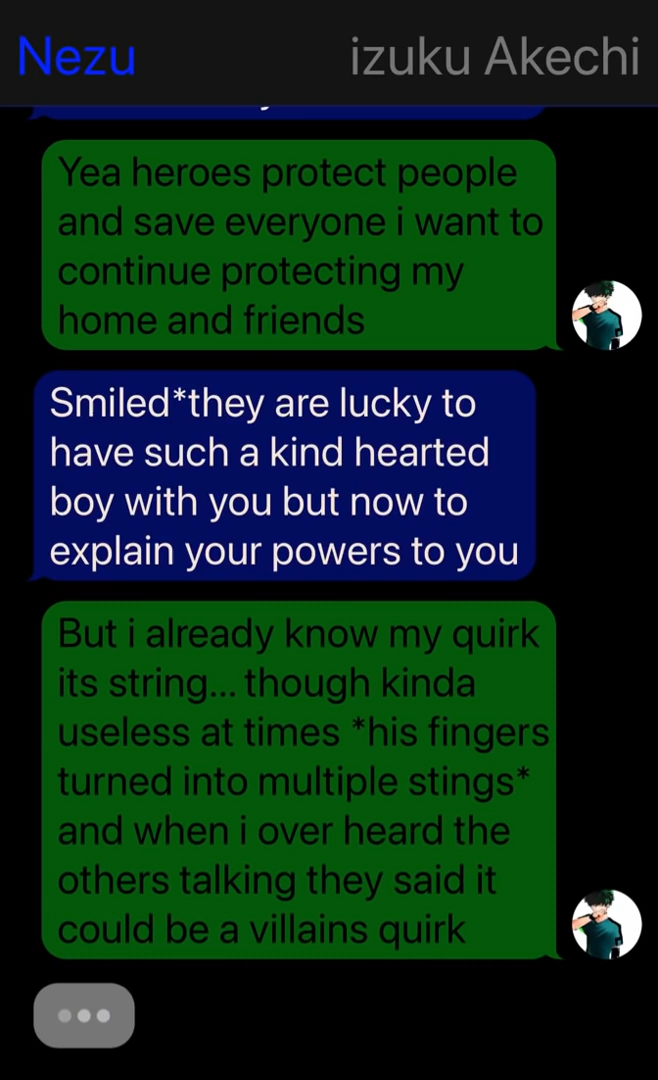 Nezu izuku Akechi
Yea heroes protect people
and save everyone i want to
continue protecting my
home and friends
Smiled*they are lucky to
have such a kind hearted
boy with you but now to
explain your powers to you
But i already know my quirk
its string... though kinda
useless at times *his fingers
turned into multiple stings*
and when i over heard the
others talking they said it
could be a villains quirk